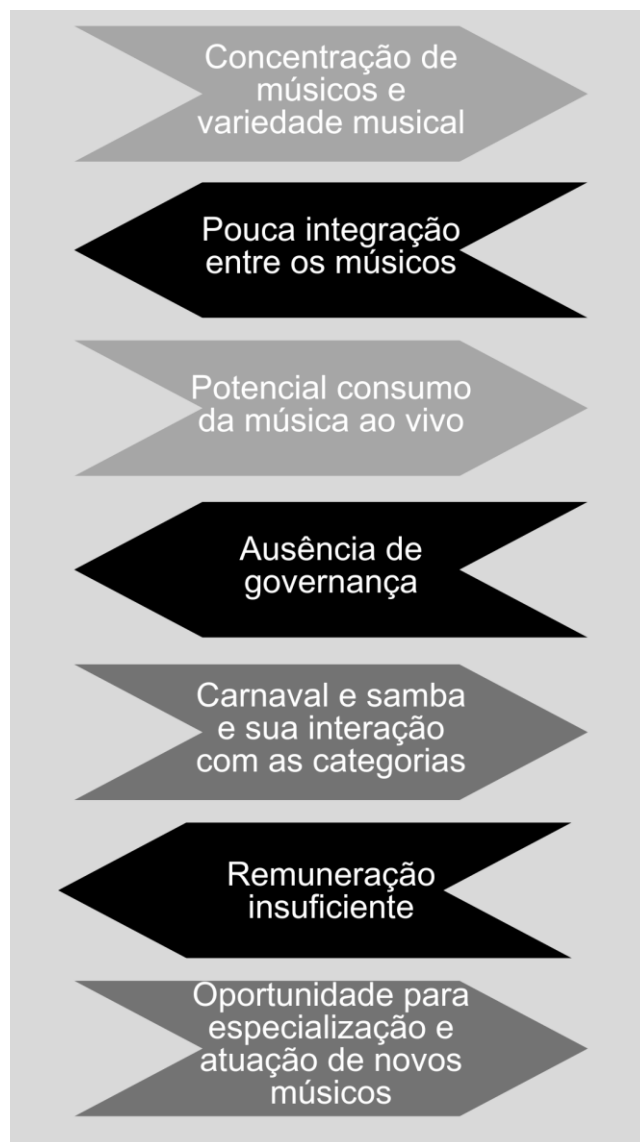 Concentração de
músicos e
variedade musical
Pouca integração
entre os músicos
Potencial consumo
da música ao vivo
Ausência de
governança
Carnaval e samba
e sua interação
com as categorias
Remuneração
insuficiente
Oportunidade para
especialização e
atuação de novos
músicos